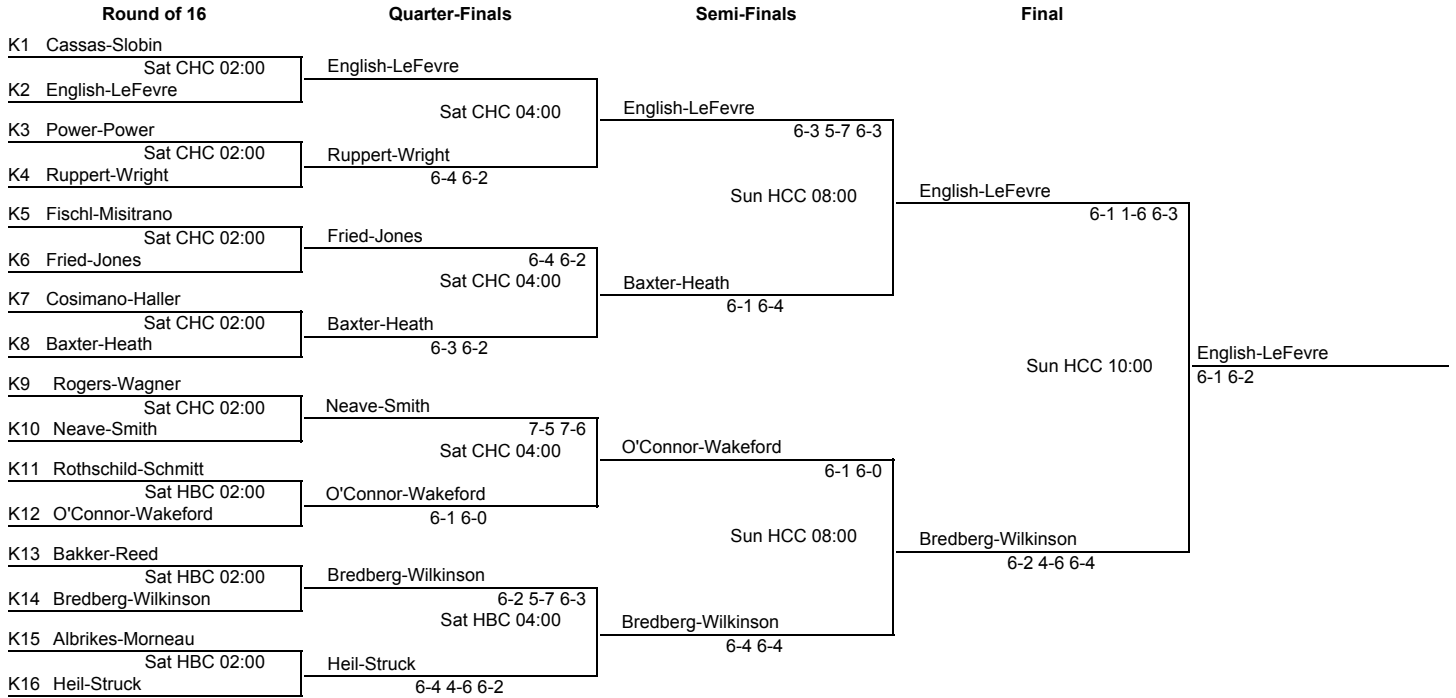 Round of 16 Quarter-Finals Semi-Finals Final
K1 Cassas-Slobin
Sat CHC 02:00
English-LeFevre
K2 English-LeFevre
Sat CHC 04:00
English-LeFevre
6-3 5-7 6-3
K3 Power-Power
Sat CHC 02:00
Ruppert-Wright
6-4 6-2
K4 Ruppert-Wright
Sun HCC 08:00
English-LeFevre
6-1 1-6 6-3
K5 Fischl-Misitrano
Sat CHC 02:00
Fried-Jones
6-4 6-2
K6 Fried-Jones
Sat CHC 04:00
Baxter-Heath
6-1 6-4
K7 Cosimano-Haller
Sat CHC 02:00
Baxter-Heath
6-3 6-2
K8 Baxter-Heath
Sun HCC 10:00
English-LeFevre
6-1 6-2
K9 Rogers-Wagner
Sat CHC 02:00
Neave-Smith
7-5 7-6
K10 Neave-Smith
Sat CHC 04:00
O'Connor-Wakeford
6-1 6-0
K11 Rothschild-Schmitt
Sat HBC 02:00
O'Connor-Wakeford
6-1 6-0
K12 O'Connor-Wakeford
Sun HCC 08:00
Bredberg-Wilkinson
6-2 4-6 6-4
K13 Bakker-Reed
Sat HBC 02:00
Bredberg-Wilkinson
6-2 5-7 6-3
K14 Bredberg-Wilkinson
Sat HBC 04:00
Bredberg-Wilkinson
6-4 6-4
K15 Albrikes-Morneau
Sat HBC 02:00
Heil-Struck
6-4 4-6 6-2
K16 Heil-Struck